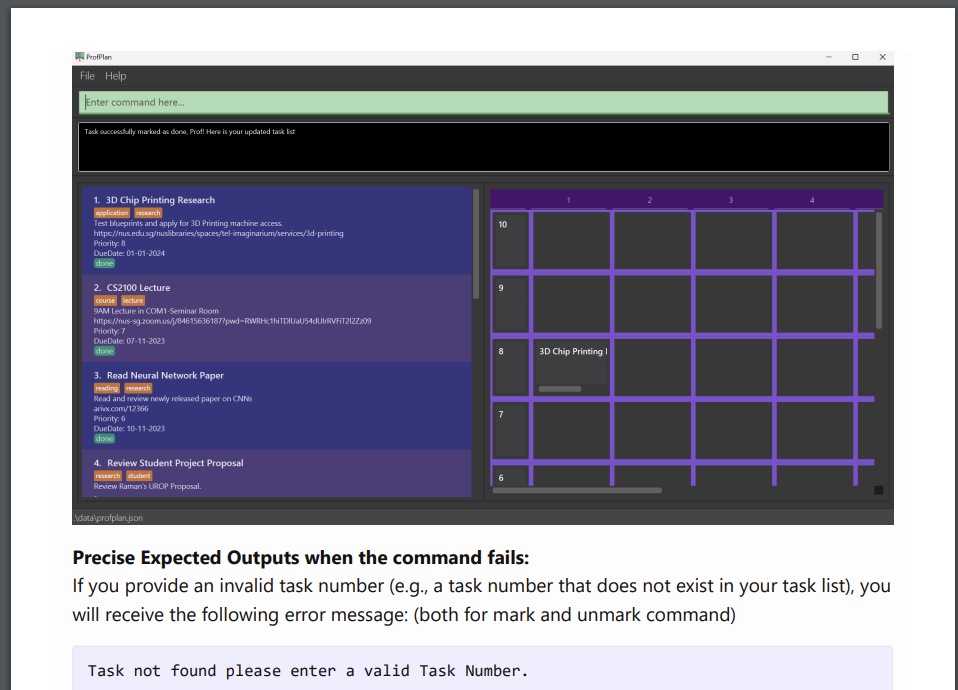 ProfPlan
File Help
Enter command here...
Task successfully marked as done, Prof! Here is your updated task list
1. 3D Chip Printing Research
application research
Test blueprints and apply for 3D Printing machine access.
https://nus.edu.sg/nuslibraries/spaces/tel-imaginarium/services/3d-printing
Priority: 8
DueDate: 01-01-2024
done
2. CS2100 Lecture
course lecture
9AM Lecture in COM1-Seminar Room
Priority: 7
DueDate: 07-11-2023
done
3. Read Neural Network Paper
reading research
Read and review newly released paper on CNNs
arivx.com/12366
Priority: 6
DueDate: 10-11-2023
done
4. Review Student Project Proposal
research student
Review Raman's UROP Proposal.
1 2 3 4
10
9
8 3D Chip Printing
7
6
.\data\profplan.json
Precise Expected Outputs when the command fails:
If you provide an invalid task number (e.g., a task number that does not exist in your task list), you
will receive the following error message: (both for mark and unmark command)
Task not found please enter a valid Task Number.